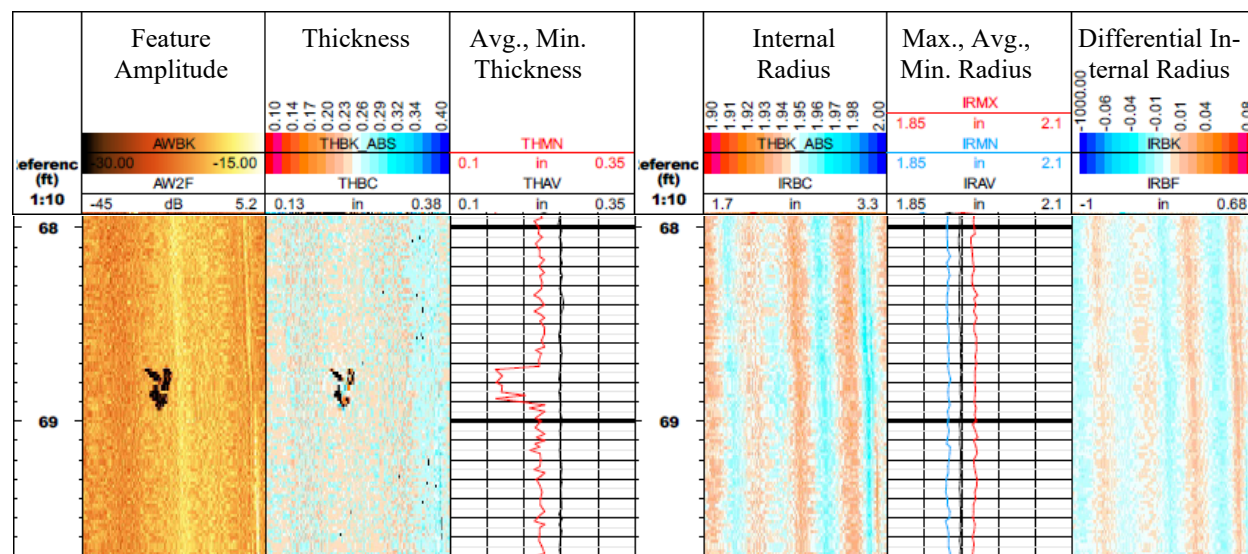 Feature
Amplitude
Thickness
Avg., Min.
Thickness
Internal
Radius
Max., Avg.,
Min. Radius
Differential In-
ternal Radius
0.10
0.14
0.17
0.20
0.23
0.26
0.29
0.32
0.34
0.40
1.90
1.91
1.92
1.93
1.94
1.95
1.96
1.97
1.98
2.00
IRMX
1.85 in 2.1
-1000.00
-0.06
-0.04
-0.01
0.01
0.04
AWBK
THBK_ABS
THMN
THBK_ABS
IRMN
IRBK
-30.00 -15.00
0.1 in 0.35
1.85 in 2.1
eferenc
(ft)
1:10
AW2F
-45 dB 5.2
THBC
0.13 in 0.38
THAV
0.1 in 0.35
eferenc
(ft)
1:10
IRBC
1.7 in 3.3
IRAV
1.85 in 2.1
IRBF
-1 in 0.68
68
68
69
69